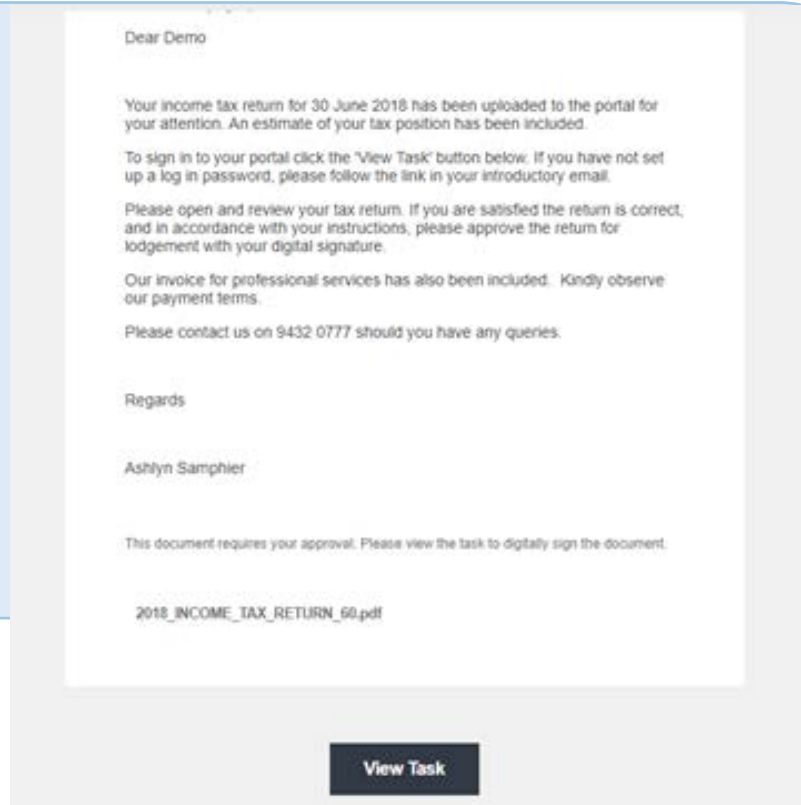 Dear Demo
Your income tax return for 30 June 2018 has been uploaded to the portal for
your attention. An estimate of your tax position has been included.
To sign in to your portal click the 'View Task' button below. If you have not set
up a log in password, please follow the link in your introductory email.
Please open and review your tax return. If you are satisfied the return is correct,
and in accordance with your instructions, please approve the return for
lodgement with your digital signature.
Our invoice for professional services has also been included. Kindly observe
our payment terms.
Please contact us on 9432 0777 should you have any queries.
Regards
Ashlyn Samphier
This document requires your approval. Please view the task to digitally sign the document.
2018_INCOME_TAX_RETURN_60.pdf
View Task